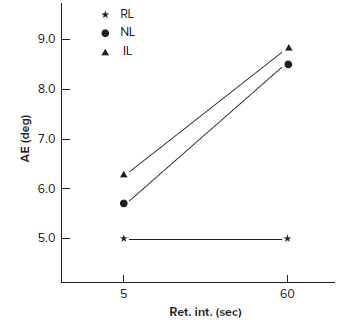 RL
NL
IL
9.0
8.0
7.0
6.0
5.0
AE (deg)
5 60
Ret. int. (sec)